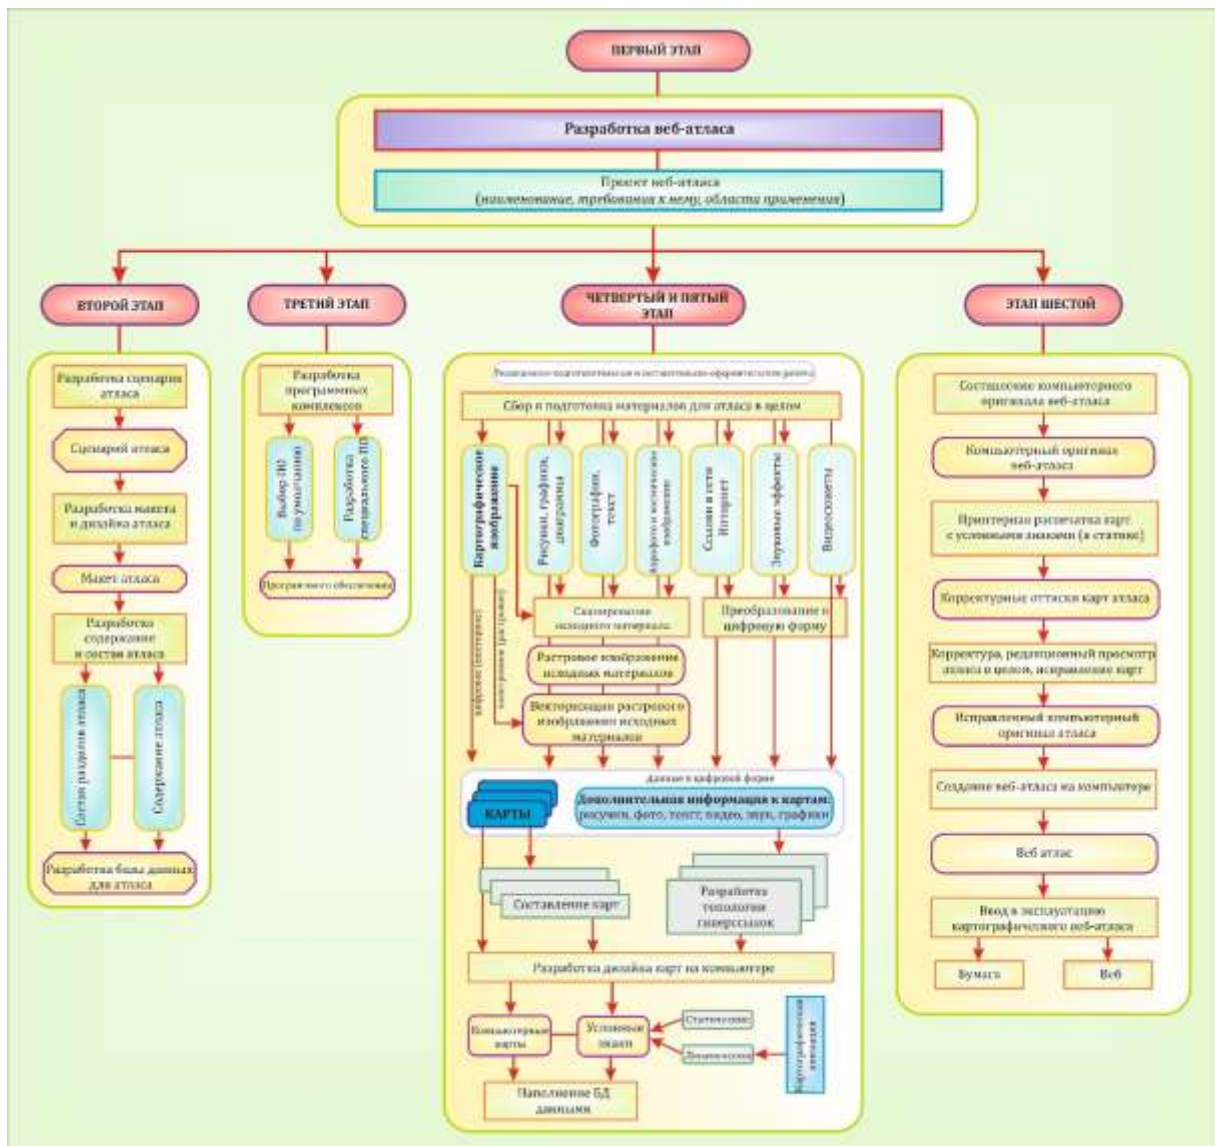 ПЕРВЫЙ ЭТАП
Разработка веб-атласа
Проект веб-атласа
(наименование, требования к нему, области применения)
ВТОРОЙ ЭТАП
Разработка сценария
атласа
Сценарий атласа
Разработка макета
и дизайна атласа
Макет атласа
Разработка
содержание
и состав атласа
Состав разделов атласа
Содержание атласа
Разработка базы данных
для атласа
ТРЕТИЙ ЭТАП
Разработка
программных
комплексов
Выбор ПО
по умолчанию
Разработка
специального ПО
Программного обеспечения
ЧЕТВЕРТЫЙ И ПЯТЫЙ
ЭТАП
Сбор и подготовка материалов для атласа в целом
Картографическое
изображение
Рисунки, графики,
диаграммы
Фотографии,
текст
Аэрофото и космические
изображения
Ссылки в сети
Интернет
Звуковые эффекты
Видеосюжеты
Сканирование
исходного материала
Преобразование в
цифровую форму
Растровое изображение
исходных материалов
Векторизация растрового
изображения исходных
материалов
Данные в цифровой форме
КАРТЫ
Дополнительная информация к картам:
рисунки, фото, текст, видео, звук, графики
Составление карт
Разработка
топологии
гиперссылок
Разработка дизайна карт на компьютере
Компьютерные
карты
Условные
знаки
Статические
Динамические
Картографическая
анимация
Наполнение БД
данными
ЭТАП ШЕСТОЙ
Составление компьютерного
оригинала веб-атласа
Компьютерный оригинал
веб-атласа
Принтерная распечатка карт
с условными знаками (в статике)
Корректурные оттиски карт атласа
Корректура, редакционный просмотр
атласа в целом, исправление карт
Исправленный компьютерный
оригинал атласа
Создание веб-атласа на компьютере
Веб атлас
Ввод в эксплуатацию
картографического веб-атласа
Бумага
Веб